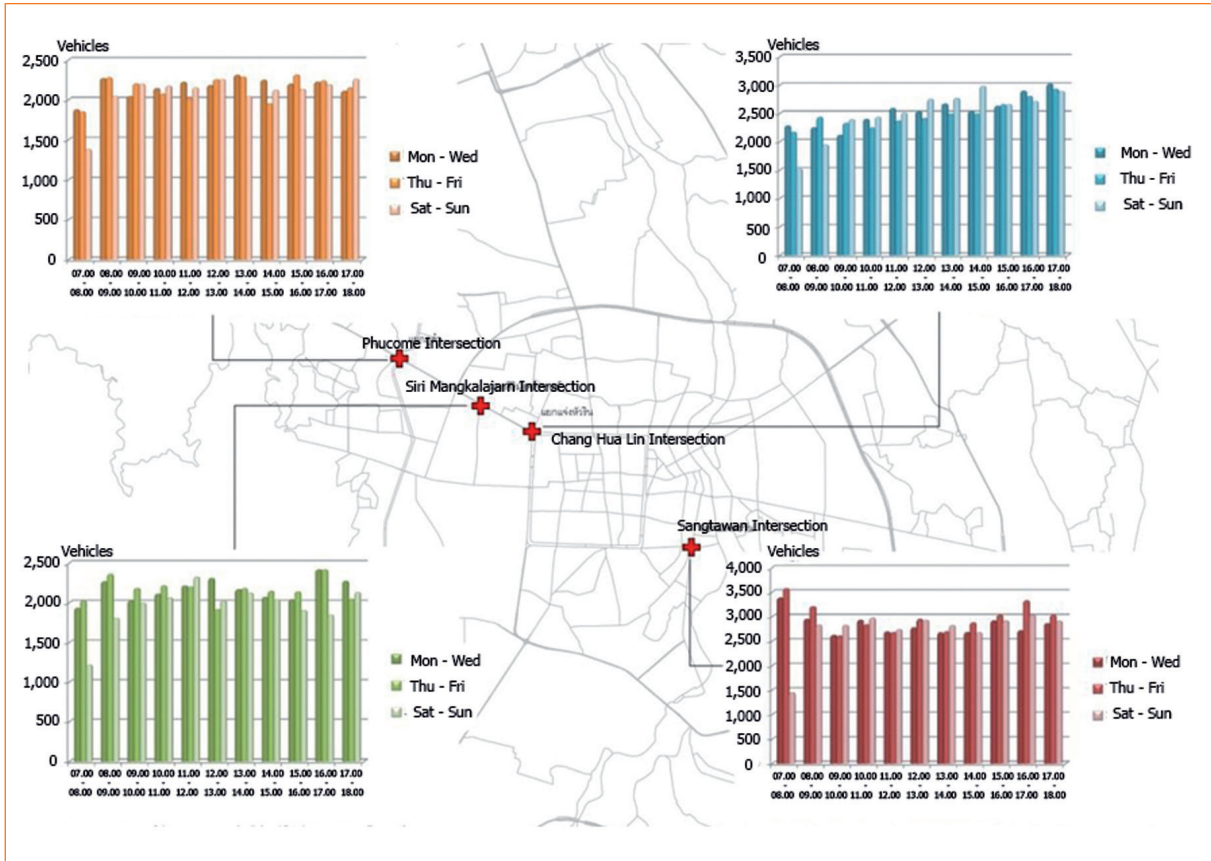 Vehicles
2,500
2,000
1,500
1,000
500
0
07.00 08.00 09.00 10.00 11.00 12.00 13.00 14.00 15.00 16.00 17.00
- - - - - - - - - - -
08.00 09.00 10.00 11.00 12.00 13.00 14.00 15.00 16.00 17.00 18.00
Mon - Wed
Thu - Fri
Sat - Sun
Vehicles
3,500
3,000
2,500
2,000
1,500
1,000
500
0
07.00 08.00 09.00 10.00 11.00 12.00 13.00 14.00 15.00 16.00 17.00
- - - - - - - - - - -
08.00 09.00 10.00 11.00 12.00 13.00 14.00 15.00 16.00 17.00 18.00
Mon - Wed
Thu - Fri
Sat - Sun
Phucome Intersection
Siri Mangkalajarn Intersection
แยกแจ่งหัวริน
Chang Hua Lin Intersection
Sangtawan Intersection
Vehicles
2,500
2,000
1,500
1,000
500
0
07.00 08.00 09.00 10.00 11.00 12.00 13.00 14.00 15.00 16.00 17.00
- - - - - - - - - - -
08.00 09.00 10.00 11.00 12.00 13.00 14.00 15.00 16.00 17.00 18.00
Mon - Wed
Thu - Fri
Sat - Sun
Vehicles
4,000
3,500
3,000
2,500
2,000
1,500
1,000
500
0
07.00 08.00 09.00 10.00 11.00 12.00 13.00 14.00 15.00 16.00 17.00
- - - - - - - - - - -
08.00 09.00 10.00 11.00 12.00 13.00 14.00 15.00 16.00 17.00 18.00
Mon - Wed
Thu - Fri
Sat - Sun